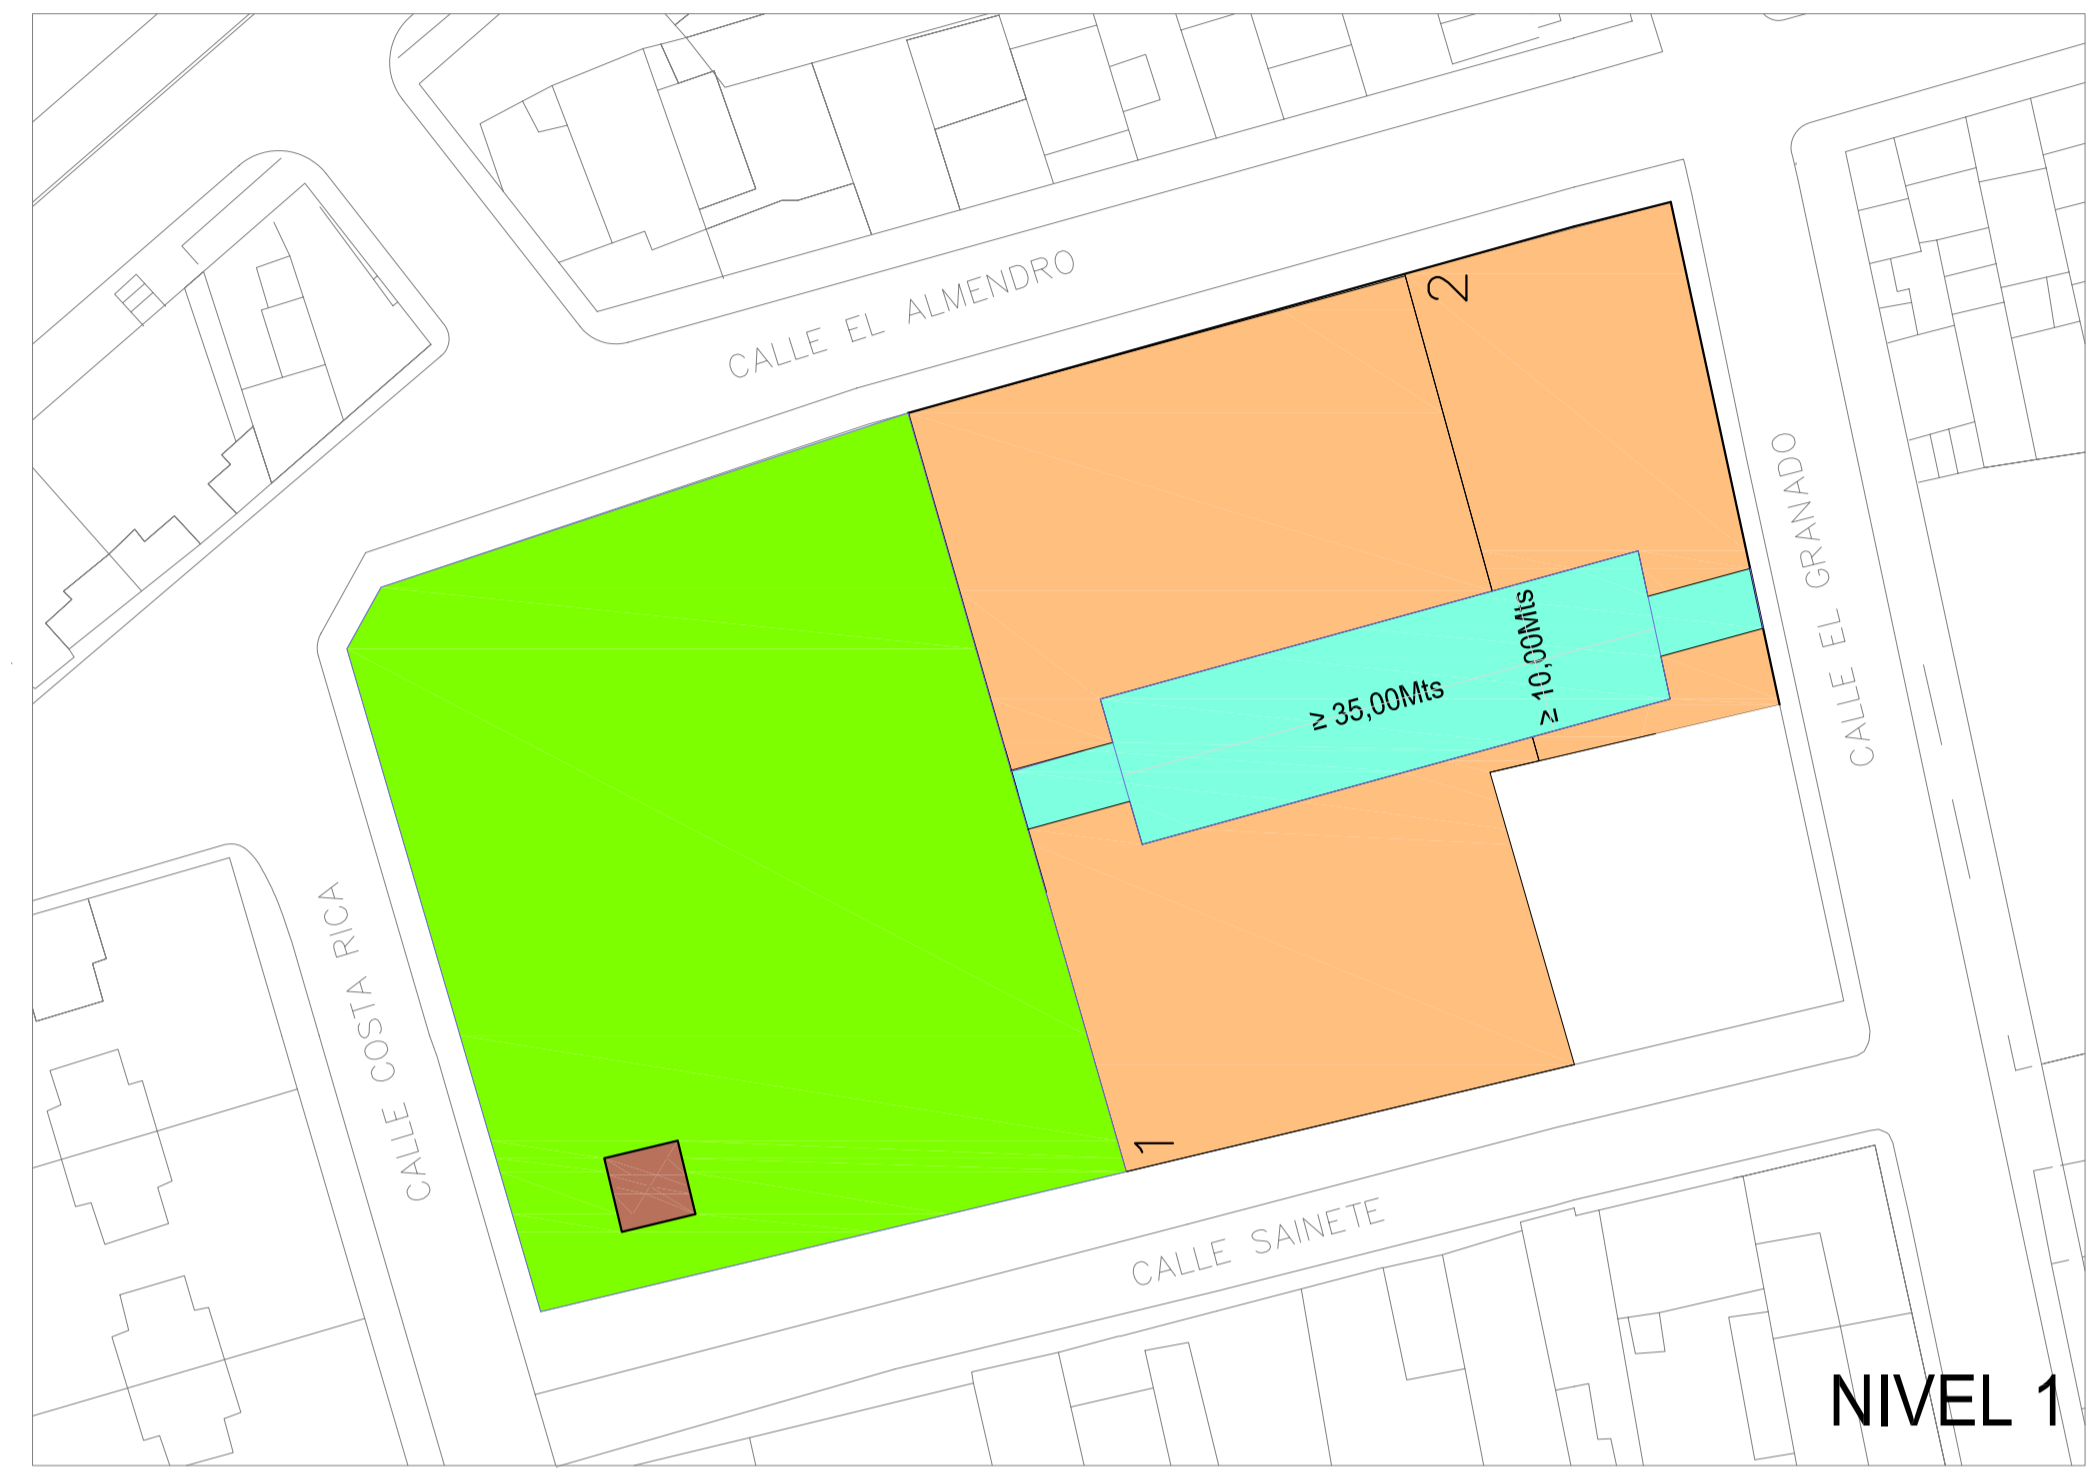 CALLE EL ALMENDRO
2
CALLE EL GRANADO
≥ 10,00Mts
≥ 35,00Mts
CALLE COSTA RICA
1
CALLE SAINETE
NIVEL 1